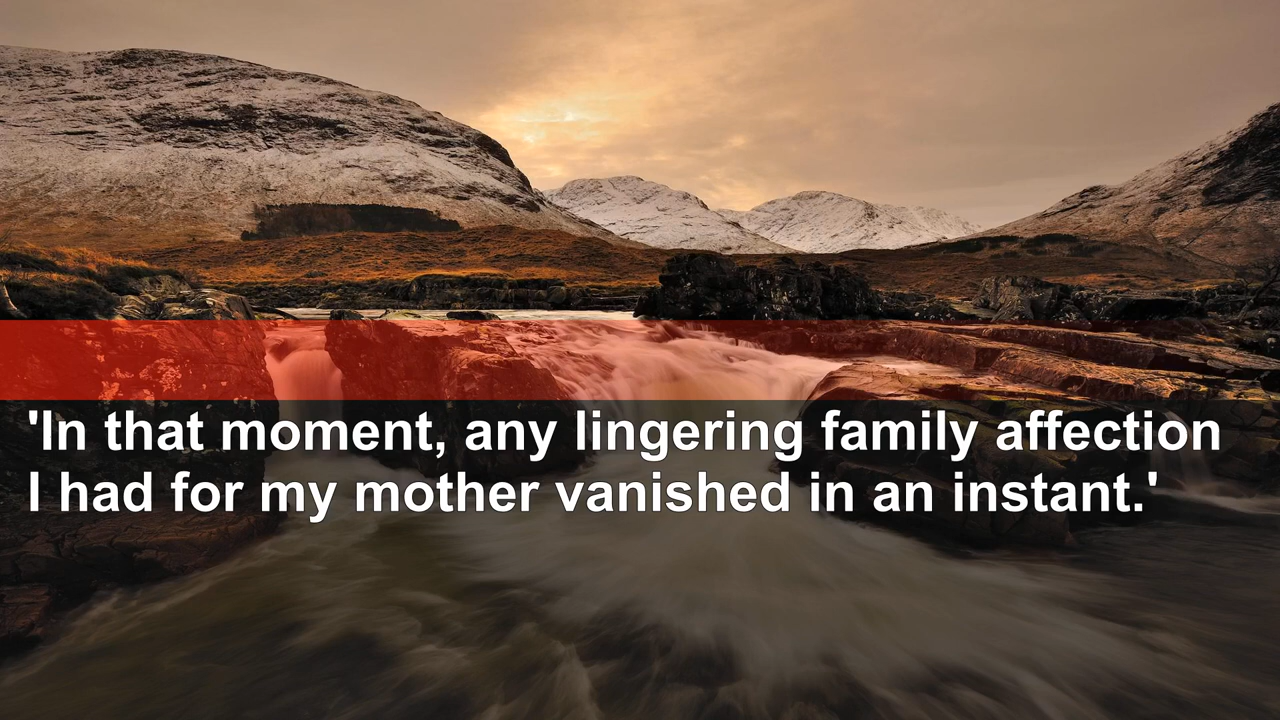 'In that moment, any lingering family affection
I had for my mother vanished in an instant.'